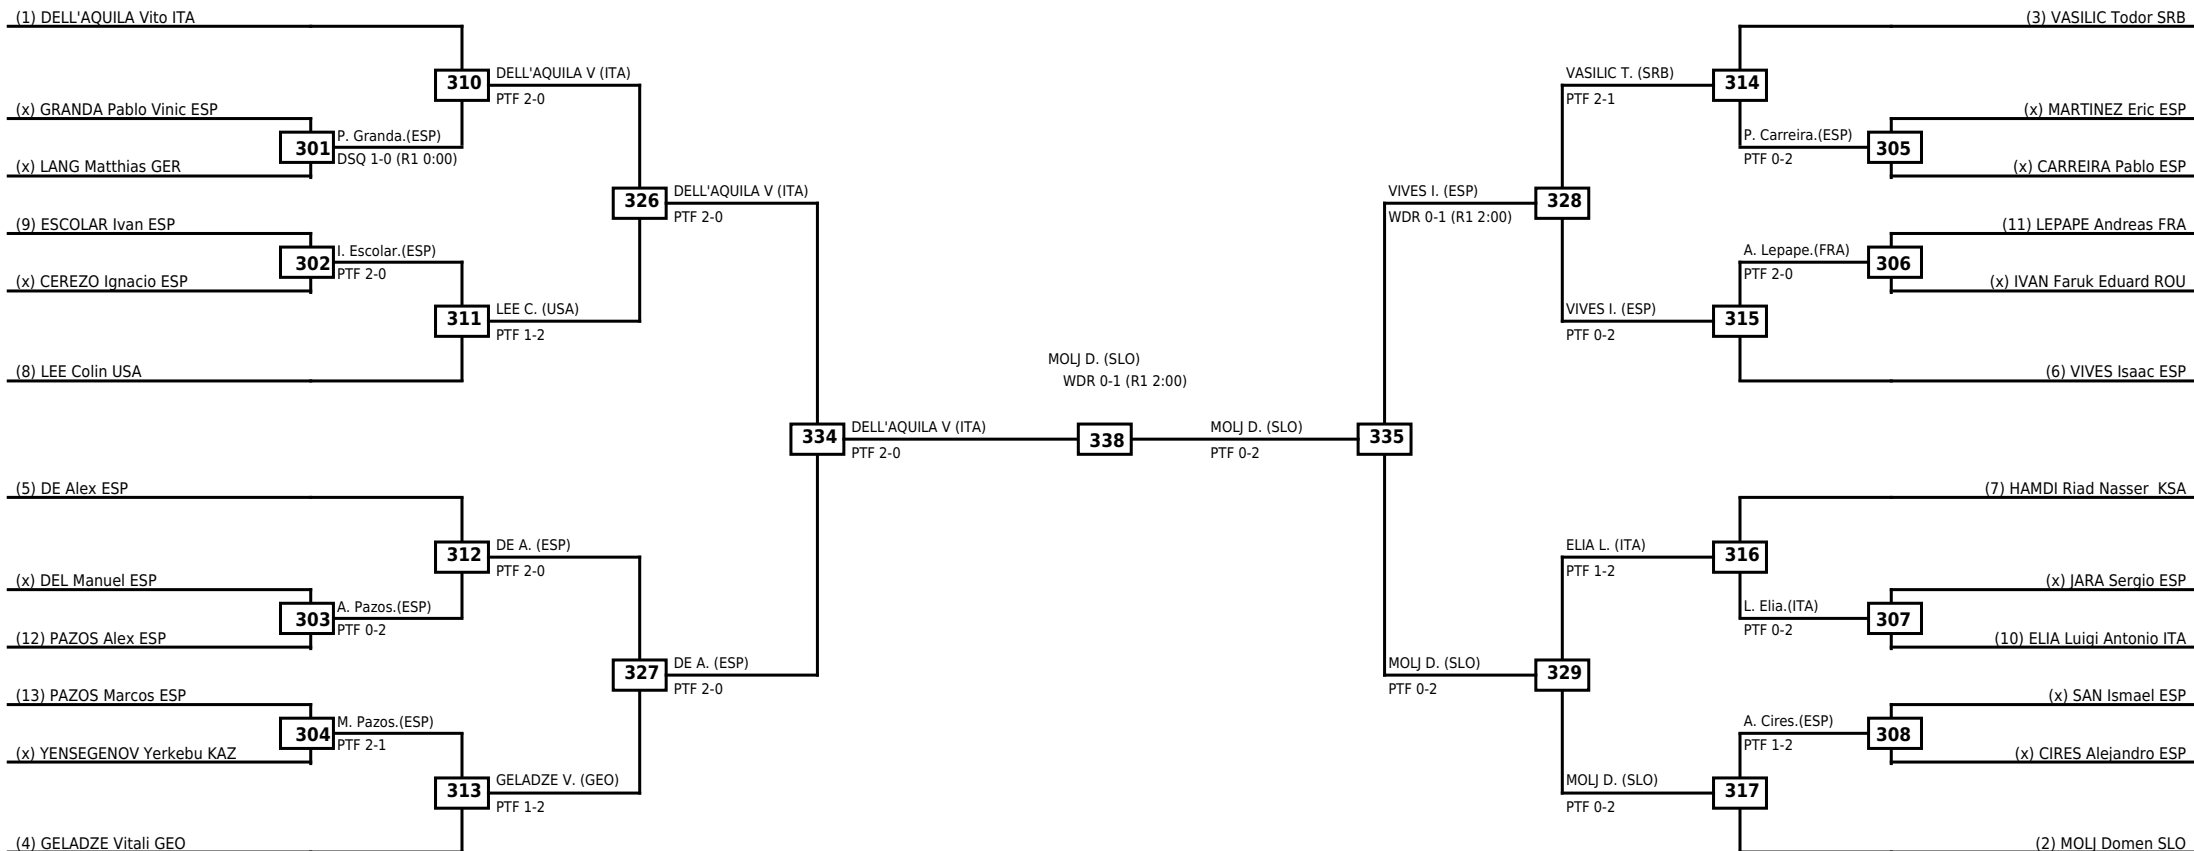 (1) DELL'AQUILA Vito ITA
(x) GRANDA Pablo Vinic ESP
(x) LANG Matthias GER
(9) ESCOLAR Ivan ESP
(x) CEREZO Ignacio ESP
(8) LEE Colin USA
(5) DE Alex ESP
(x) DEL Manuel ESP
(12) PAZOS Alex ESP
(13) PAZOS Marcos ESP
(x) YENSEGENOV Yerkebu KAZ
(4) GELADZE Vitali GEO
301
P. Granda.(ESP)
DSQ 1-0 (R1 0:00)
302
I. Escolar.(ESP)
PTF 2-0
303
A. Pazos.(ESP)
PTF 0-2
304
M. Pazos.(ESP)
PTF 2-1
310
DELL'AQUILA V (ITA)
PTF 2-0
311
LEE C. (USA)
PTF 1-2
312
DE A. (ESP)
PTF 2-0
313
GELADZE V. (GEO)
PTF 1-2
326
DELL'AQUILA V (ITA)
PTF 2-0
327
DE A. (ESP)
PTF 2-0
334
DELL'AQUILA V (ITA)
PTF 2-0
MOLJ D. (SLO)
WDR 0-1 (R1 2:00)
338
MOLJ D. (SLO)
PTF 0-2
335
VIVES I. (ESP)
WDR 0-1 (R1 2:00)
328
MOLJ D. (SLO)
PTF 0-2
329
VASILIC T. (SRB)
PTF 2-1
314
VIVES I. (ESP)
PTF 0-2
315
ELIA L. (ITA)
PTF 1-2
316
MOLJ D. (SLO)
PTF 0-2
317
P. Carreira.(ESP)
PTF 0-2
305
A. Lepape.(FRA)
PTF 2-0
306
L. Elia.(ITA)
PTF 0-2
307
A. Cires.(ESP)
PTF 1-2
308
(3) VASILIC Todor SRB
(x) MARTINEZ Eric ESP
(x) CARREIRA Pablo ESP
(11) LEPAPE Andreas FRA
(x) IVAN Faruk Eduard ROU
(6) VIVES Isaac ESP
(7) HAMDI Riad Nasser  KSA
(x) JARA Sergio ESP
(10) ELIA Luigi Antonio ITA
(x) SAN Ismael ESP
(x) CIRES Alejandro ESP
(2) MOLJ Domen SLO